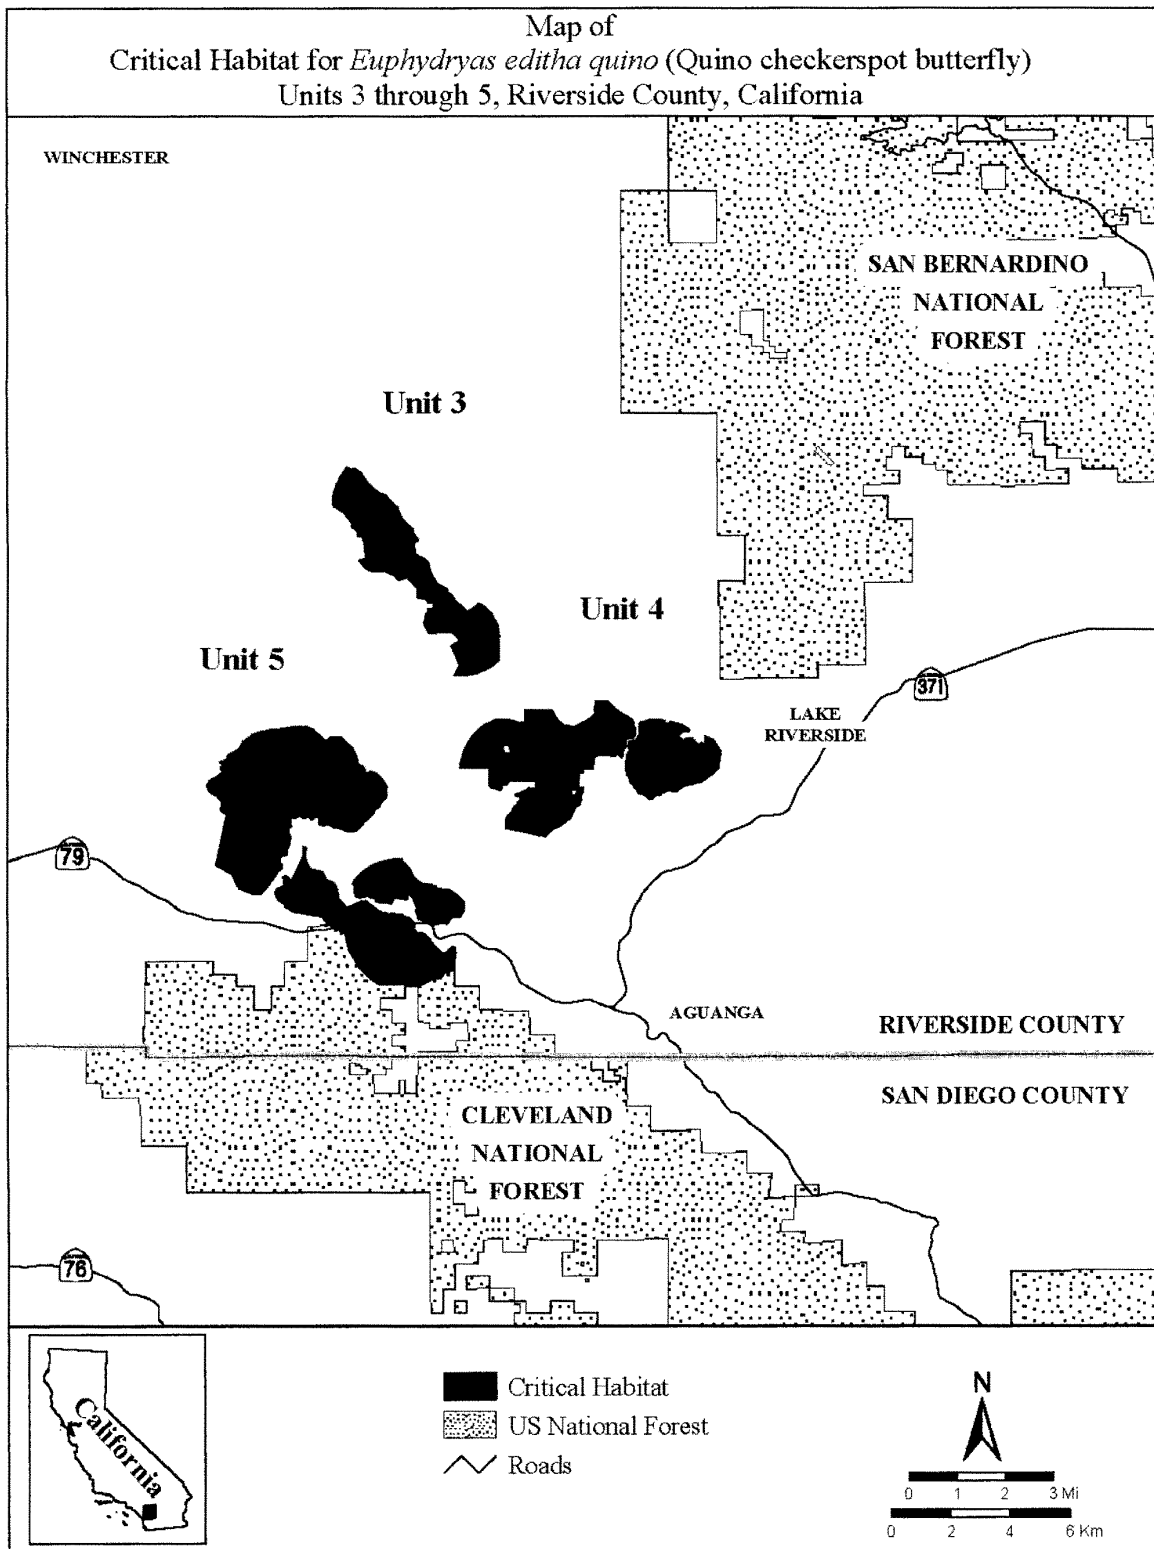 Map of
Critical Habitat for Euphydryas editha quino (Quino checkerspot butterfly)
Units 3 through 5, Riverside County, California
WINCHESTER
SAN BERNARDINO
NATIONAL
FOREST
Unit 3
Unit 4
Unit 5
371
LAKE
RIVERSIDE
79
AGUANGA
RIVERSIDE COUNTY
SAN DIEGO COUNTY
CLEVELAND
NATIONAL
FOREST
76
California
Critical Habitat
US National Forest
Roads
N
0 1 2 3 Mi
0 2 4 6 Km